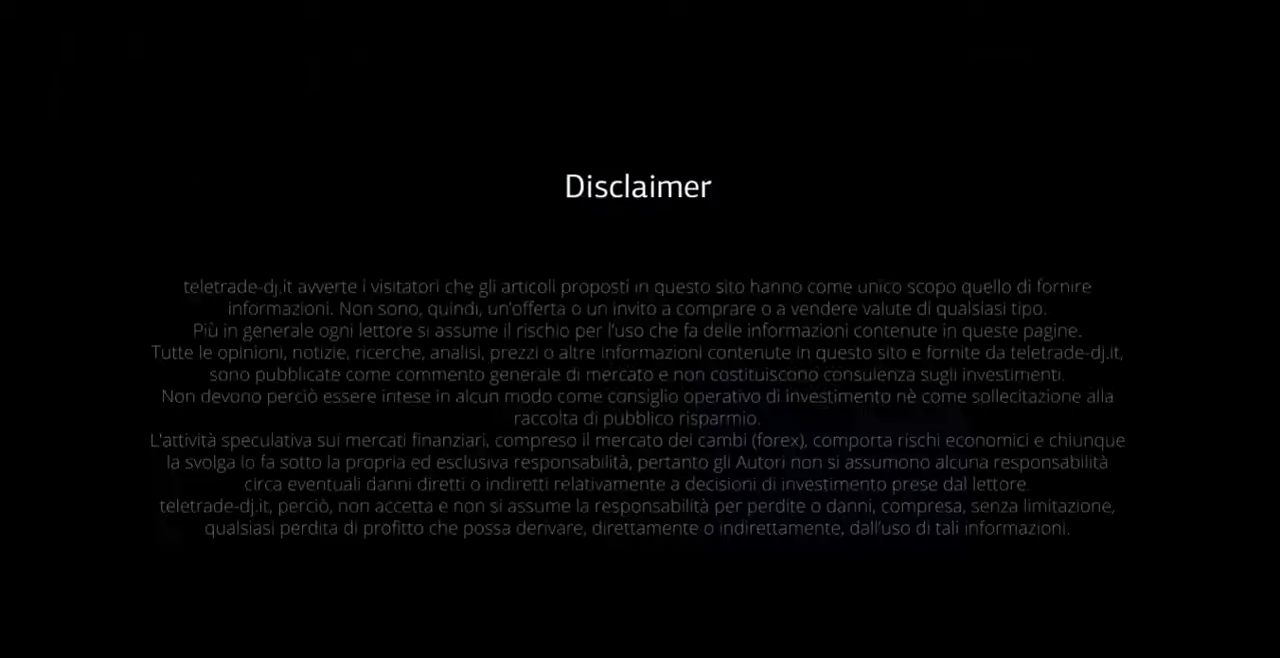 Disclaimer
teletrade-dj.it avverte i visitatori che gli articoli proposti in questo sito hanno come unico scopo quello di fornire
informazioni. Non sono, quindi, un'offerta o un invito a comprare o a vendere valute di qualsiasi tipo.
Più in generale ogni lettore si assume il rischio per l'uso che fa delle informazioni contenute in queste pagine.
Tutte le opinioni, notizie, ricerche, analisi, prezzi o altre informazioni contenute in questo sito e fornite da teletrade-dj.it,
sono pubblicate come commento generale di mercato e non costituiscono consulenza sugli investimenti.
Non devono perciò essere intese in alcun modo come consiglio operativo di investimento nè come sollecitazione alla
raccolta di pubblico risparmio.
L'attività speculativa sui mercati finanziari, compreso il mercato dei cambi (forex), comporta rischi economici e chiunque
la svolga lo fa sotto la propria ed esclusiva responsabilità, pertanto gli Autori non si assumono alcuna responsabilità
circa eventuali danni diretti o indiretti relativamente a decisioni di investimento prese dal lettore.
teletrade-dj.it, perciò, non accetta e non si assume la responsabilità per perdite o danni, compresa, senza limitazione,
qualsiasi perdita di profitto che possa derivare, direttamente o indirettamente, dall'uso di tali informazioni.